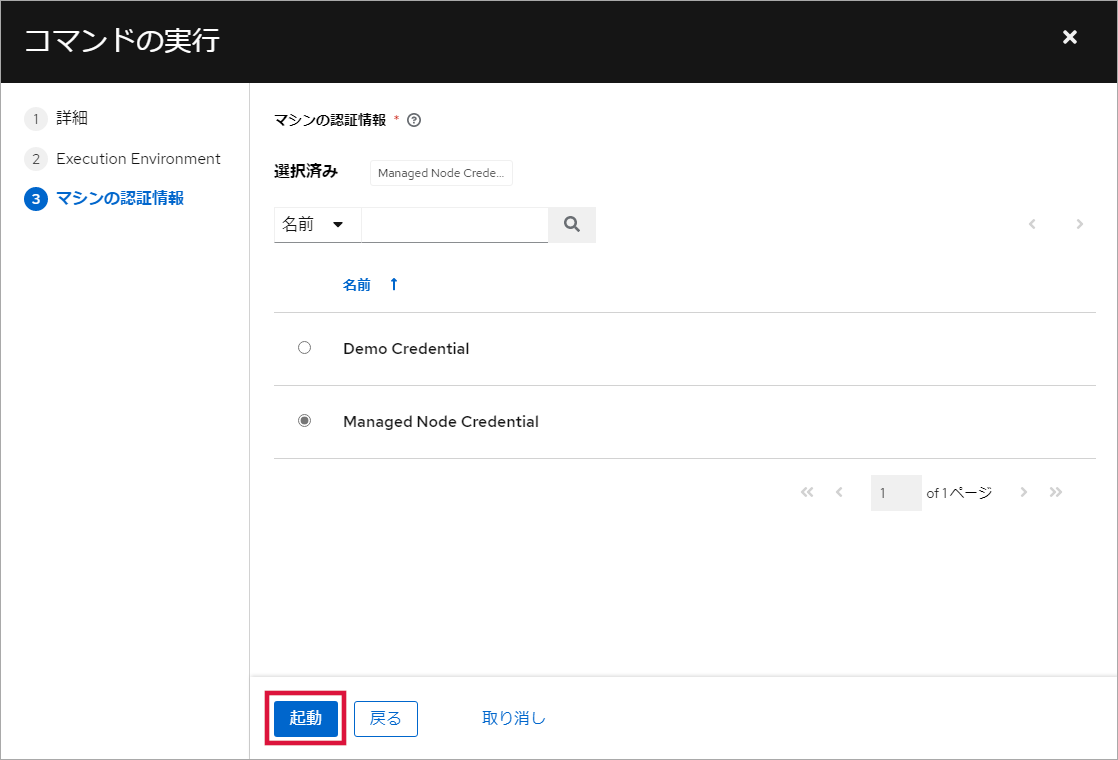 コマンドの実行
1 詳細
2 Execution Environment
3 マシンの認証情報
マシンの認証情報 *
選択済み Managed Node Crede...
名前
名前
Demo Credential
Managed Node Credential
1 of 1 ページ
起動 戻る 取り消し